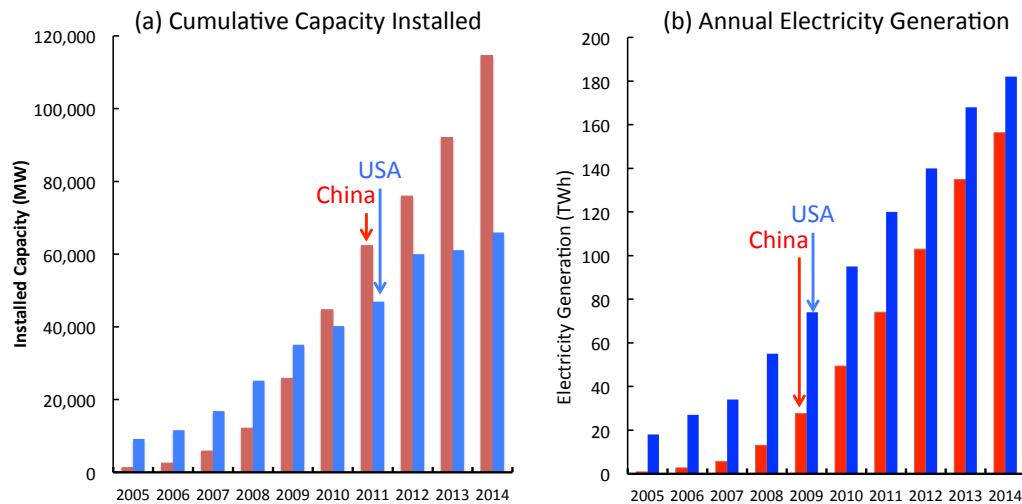 (a) Cumulative Capacity Installed
Installed Capacity (MW)
120,000
100,000
80,000
60,000
40,000
20,000
0
USA
China
2005 2006 2007 2008 2009 2010 2011 2012 2013 2014
(b) Annual Electricity Generation
Electricity Generation (TWh)
200
180
160
140
120
100
80
60
40
20
0
USA
China
2005 2006 2007 2008 2009 2010 2011 2012 2013 2014